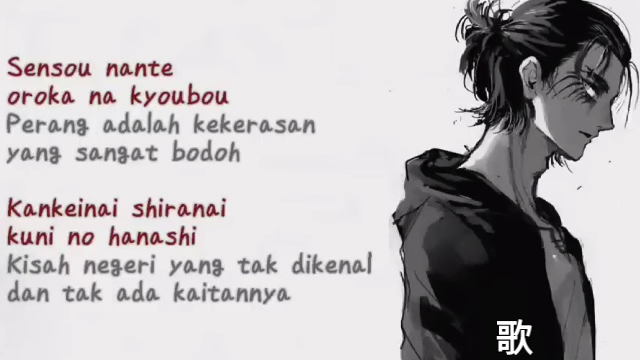 Sensou nante
oroka na kyoubou
Perang adalah kekerasan
yang sangat bodoh
Kankeinai shiranai
kuni no hanashi
Kisah negeri yang tak dikenal
dan tak ada kaitannya
歌